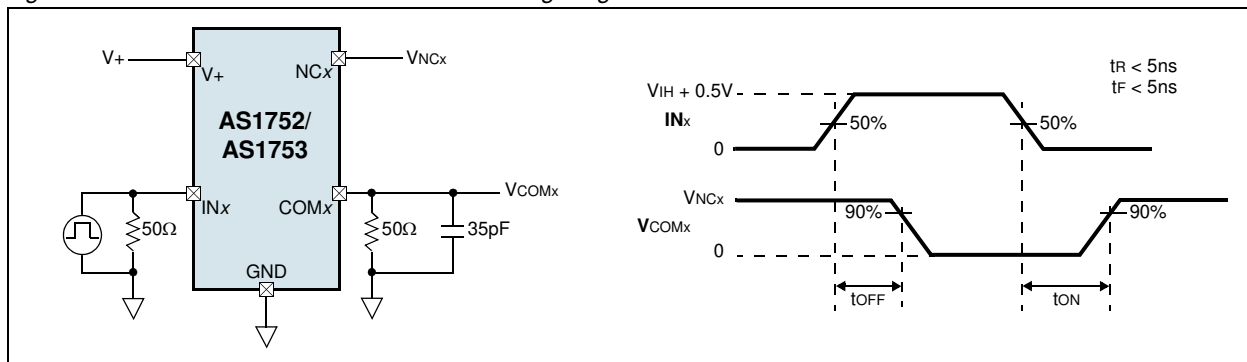 V+
V+
NCx
VNCx
AS1752/
AS1753
INx
COMx
VCOMx
50Ω
50Ω
35pF
GND
tR < 5ns
tF < 5ns
VIH + 0.5V
INx
50%
50%
0
VNCx
90%
90%
VCOMx
0
tOFF
tON